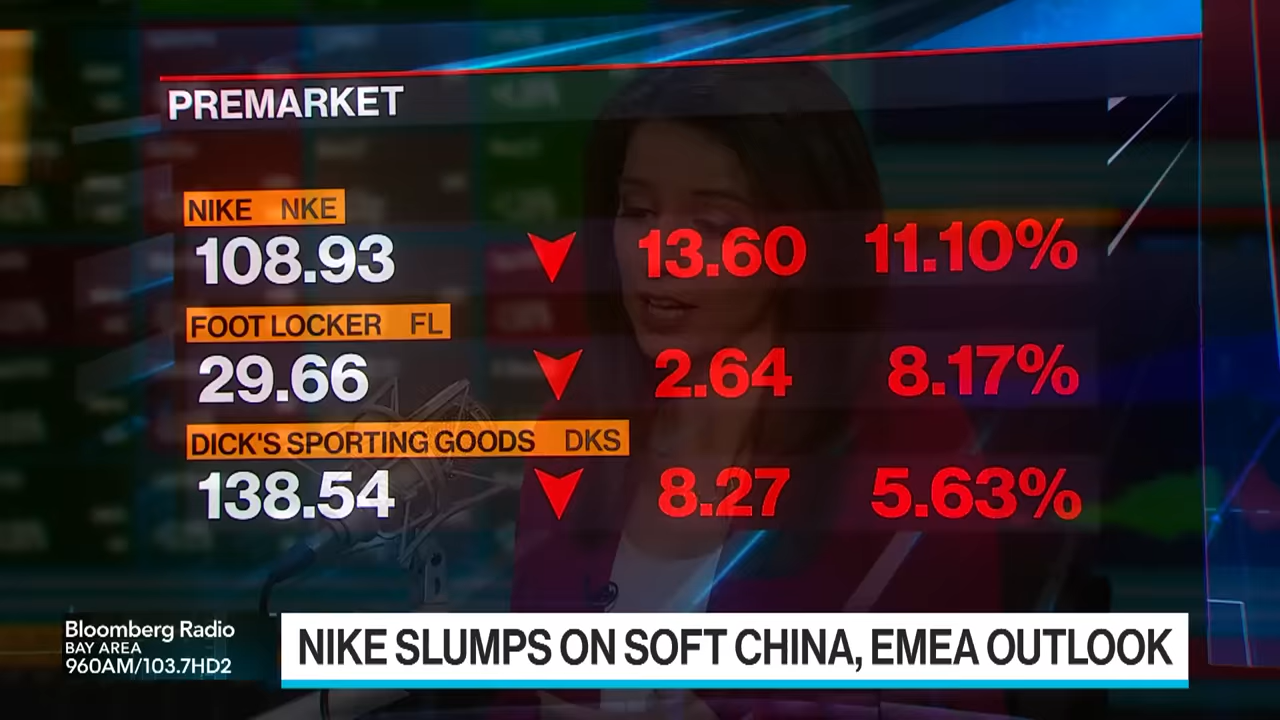 PREMARKET
NIKE NKE
108.93 13.60 11.10%
FOOT LOCKER FL
29.66 2.64 8.17%
DICK'S SPORTING GOODS DKS
138.54 8.27 5.63%
Bloomberg Radio
BAY AREA
960AM/103.7HD2
NIKE SLUMPS ON SOFT CHINA, EMEA OUTLOOK